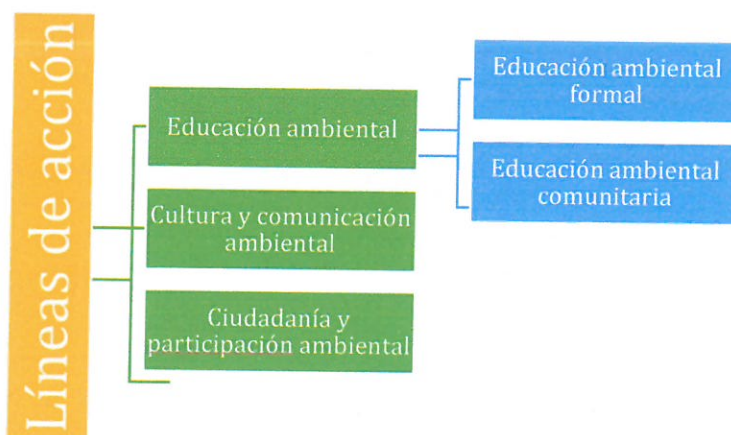 Líneas de acción
Educación ambiental
Cultura y comunicación
ambiental
Ciudadanía y
participación ambiental
Educación ambiental
formal
Educación ambiental
comunitaria